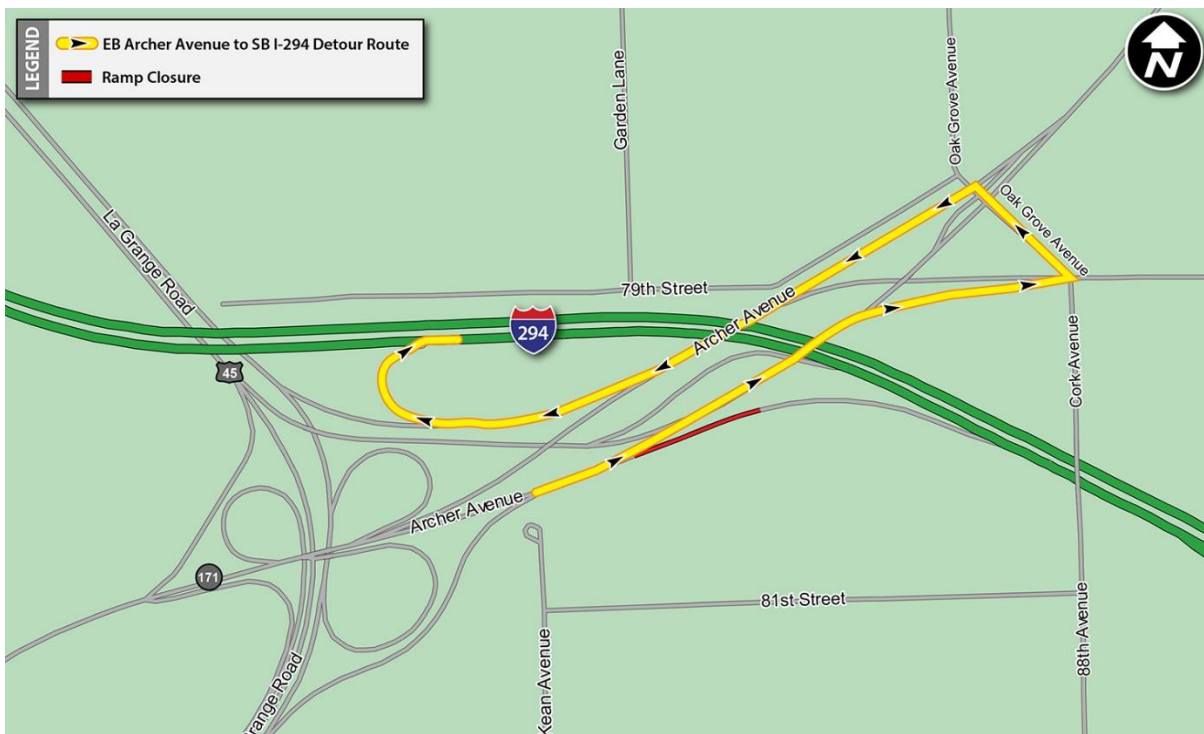 LEGEND
EB Archer Avenue to SB I-294 Detour Route
Ramp Closure
N
Garden Lane
Oak Grove Avenue
Oak Grove Avenue
La Grange Road
79th Street
294
Archer Avenue
45
Cork Avenue
Archer Avenue
171
81st Street
Kean Avenue
88th Avenue
Grange Road